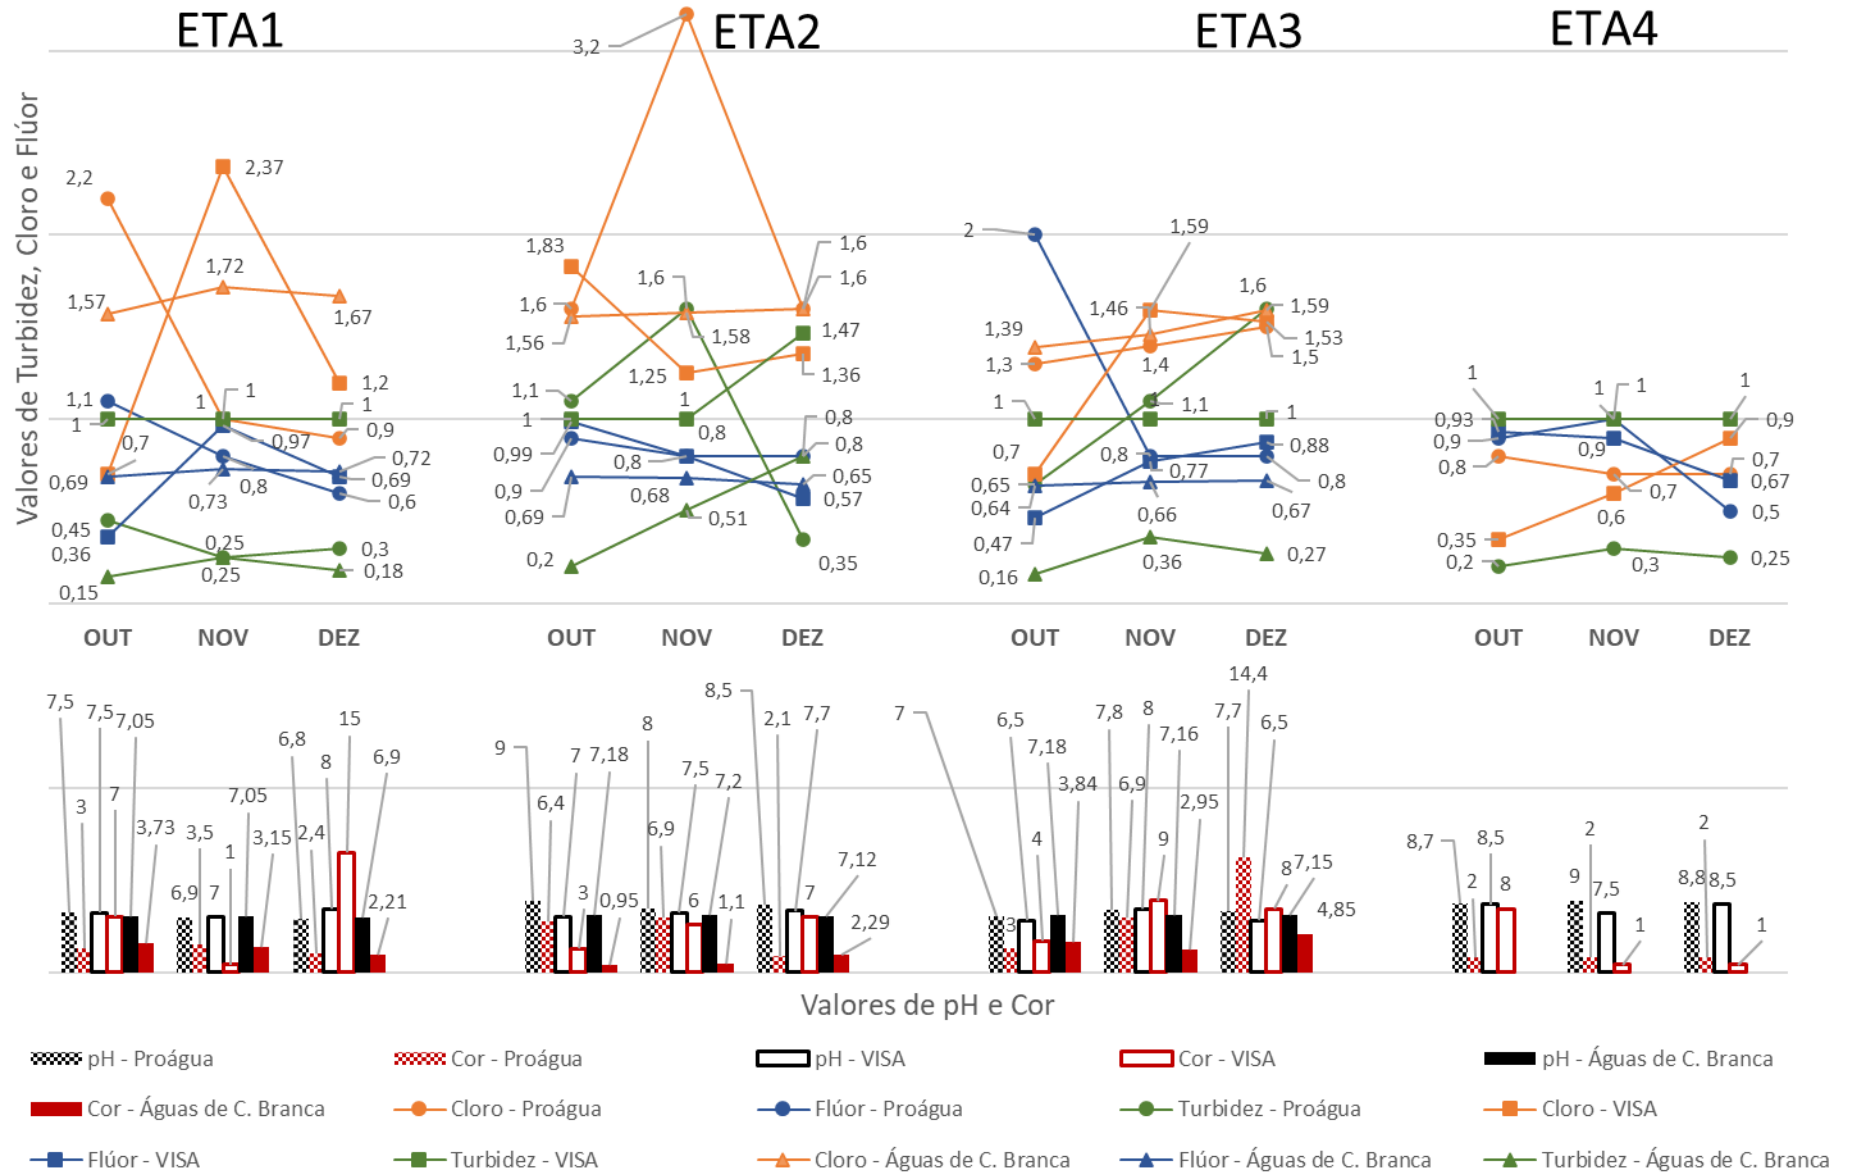 ETA1 ETA2 ETA3 ETA4
Valores de Turbidez, Cloro e Flúor
2,2 1,57 1,1 1 0,7 0,69 0,45 0,36 0,15
2,37 1,72 1 1 0,97 0,8 0,73 0,25 0,25
1,67 1,2 1 0,9 0,72 0,69 0,6 0,3 0,18
1,83 1,6 1,56 1,1 1 0,99 0,9 0,69 0,2
3,2 1,6 1,58 1,25 1 0,8 0,8 0,68 0,51
1,6 1,6 1,47 1,36 0,8 0,8 0,65 0,57 0,35
2 1,39 1,3 1 0,7 0,65 0,64 0,47 0,16
1,59 1,46 1,4 1 1,1 0,8 0,77 0,66 0,36
1,6 1,59 1,53 1,5 1 0,88 0,8 0,67 0,27
1 0,93 0,9 0,8 0,35 0,2
1 1 0,9 0,7 0,6 0,3
1 0,9 0,7 0,67 0,5 0,25
OUT NOV DEZ OUT NOV DEZ OUT NOV DEZ OUT NOV DEZ
7,5 3 7,5 7 7,05 3,73
6,9 3,5 7 1 7,05 3,15
6,8 2,4 8 15 6,9 2,21
9 6,4 7 3 7,18 0,95
8 6,9 7,5 6 7,2 1,1
8,5 2,1 7,7 7 7,12 2,29
7 3 6,5 4 7,18 3,84
7,8 6,9 8 9 7,16 2,95
7,7 14,4 6,5 8 7,15 4,85
8,7 2 8,5 8
9 2 7,5 1
8,8 2 8,5 1
Valores de pH e Cor
pH - Proágua Cor - Proágua pH - VISA Cor - VISA pH - Águas de C. Branca
Cor - Águas de C. Branca Cloro - Proágua Flúor - Proágua Turbidez - Proágua Cloro - VISA
Flúor - VISA Turbidez - VISA Cloro - Águas de C. Branca Flúor - Águas de C. Branca Turbidez - Águas de C. Branca